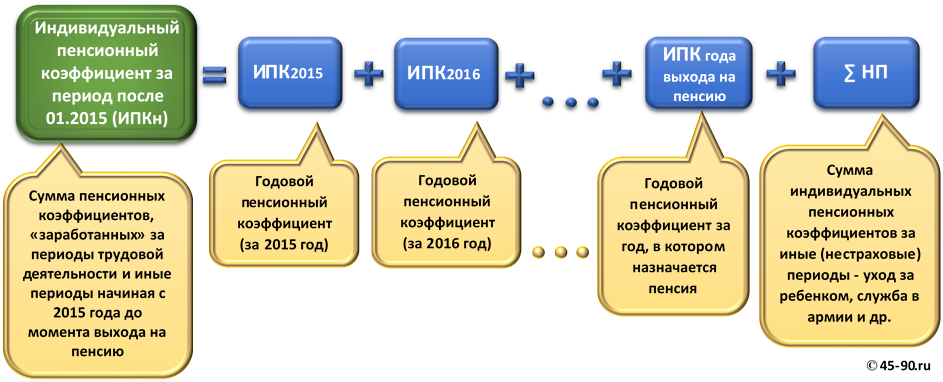 Индивидуальный
пенсионный
коэффициент за
период после
01.2015 (ИПКн)
=
ИПК2015
+
ИПК2016
+
...
+
ИПК года
выхода на
пенсию
+
∑ НП
Сумма пенсионных
коэффициентов,
«заработанных» за
периоды трудовой
деятельности и иные
периоды начиная с
2015 года до
момента выхода на
пенсию
Годовой
пенсионный
коэффициент
(за 2015 год)
Годовой
пенсионный
коэффициент
(за 2016 год)
...
Годовой
пенсионный
коэффициент за
год, в котором
назначается
пенсия
Сумма
индивидуальных
пенсионных
коэффициентов за
иные (нестраховые)
периоды - уход за
ребенком, служба в
армии и др.
© 45-90.ru